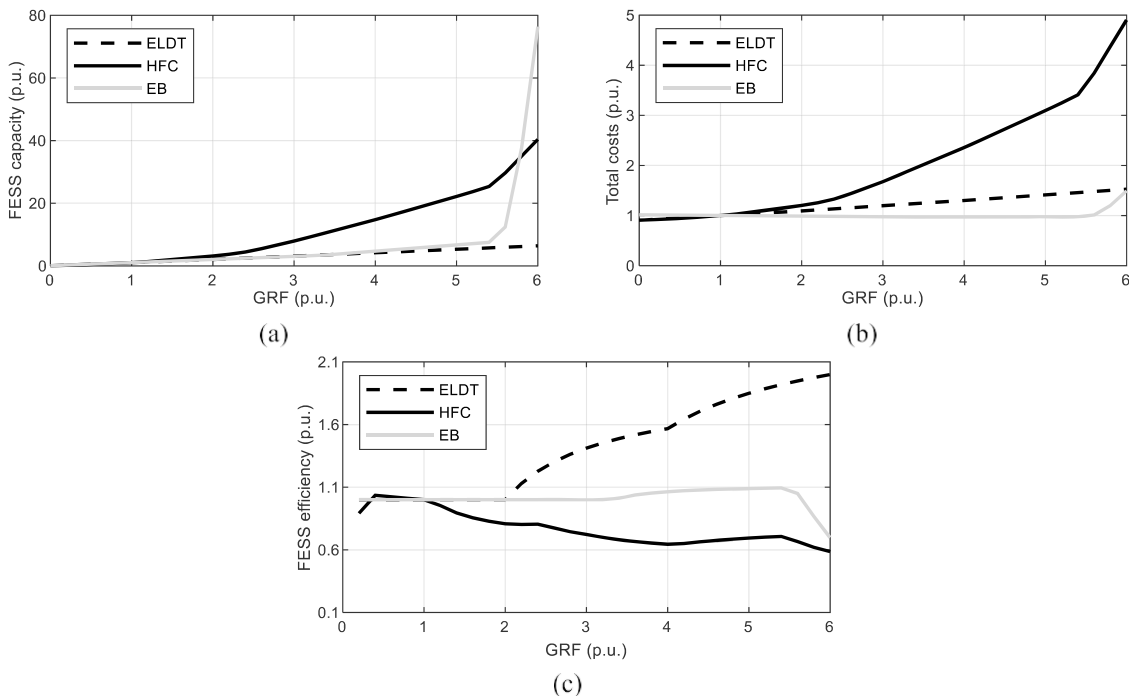 FESS capacity (p.u.)
80
60
40
20
0
ELDT
HFC
EB
0 1 2 3 4 5 6
GRF (p.u.)
(a)
Total costs (p.u.)
5
4
3
2
1
0
ELDT
HFC
EB
0 1 2 3 4 5 6
GRF (p.u.)
(b)
FESS efficiency (p.u.)
2.1
1.6
1.1
0.6
0.1
ELDT
HFC
EB
0 1 2 3 4 5 6
GRF (p.u.)
(c)